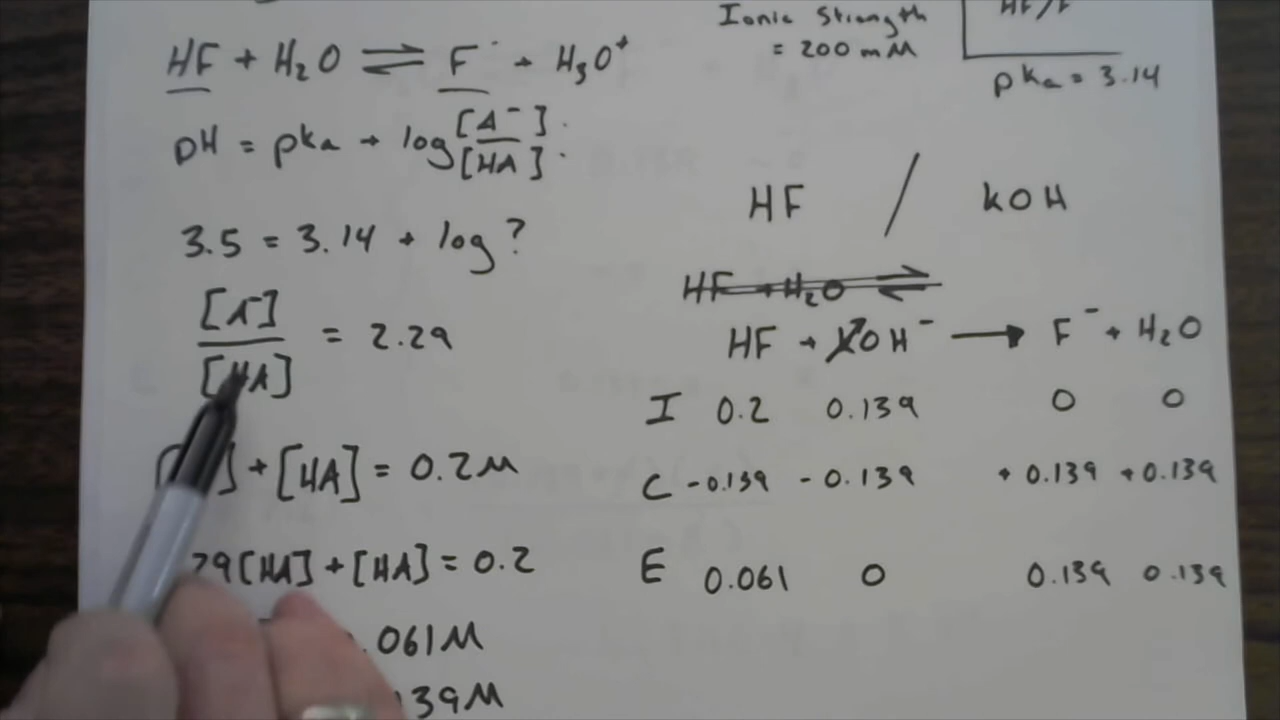 HF + H₂O ⇌ F⁻ + H₃O⁺
pH = pka + log [A⁻] / [HA]
3.5 = 3.14 + log ?
[A⁻] / [HA] = 2.29
] + [HA] = 0.2M
29[HA] + [HA] = 0.2
.061M
139M
Ionic Strength
= 200 mM
pka = 3.14
HF / KOH
HF + H₂O ⇌
HF + KOH⁻ → F⁻ + H₂O
I 0.2 0.139 0 0
C -0.139 -0.139 +0.139 +0.139
E 0.061 0 0.139 0.139